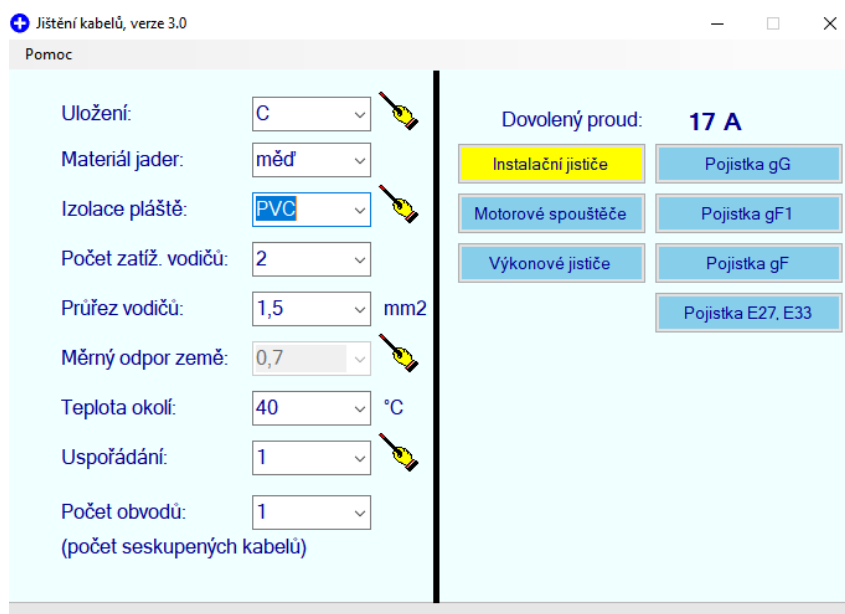 Jištění kabelů, verze 3.0
Pomoc
Uložení: C
Materiál jader: měď
Izolace pláště: PVC
Počet zatíž. vodičů: 2
Průřez vodičů: 1,5 mm2
Měrný odpor země: 0,7
Teplota okolí: 40 °C
Uspořádání: 1
Počet obvodů: 1
(počet seskupených kabelů)
Dovolený proud: 17 A
Instalační jističe Pojistka gG
Motorové spouštěče Pojistka gF1
Výkonové jističe Pojistka gF
Pojistka E27, E33